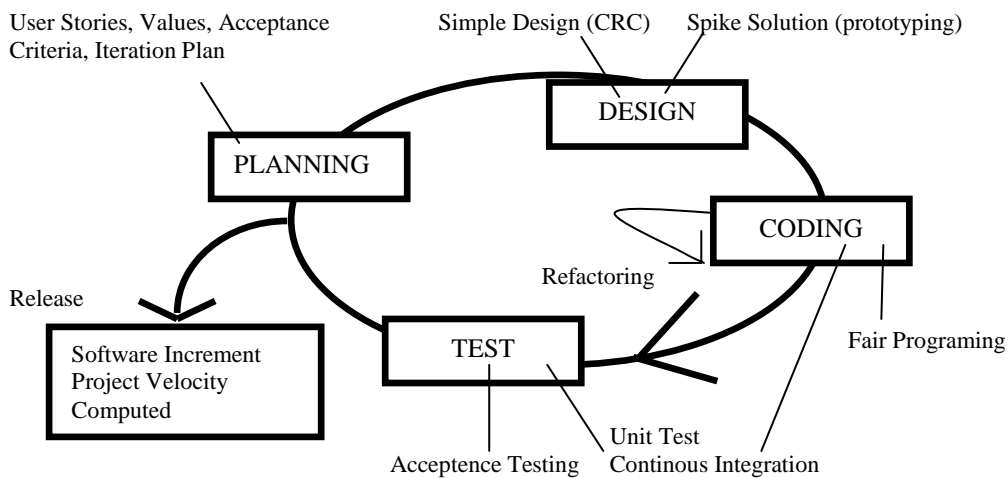 User Stories, Values, Acceptance
Criteria, Iteration Plan
Simple Design (CRC)
Spike Solution (prototyping)
DESIGN
PLANNING
CODING
Refactoring
Release
Fair Programing
TEST
Software Increment
Project Velocity
Computed
Unit Test
Acceptence Testing
Continous Integration